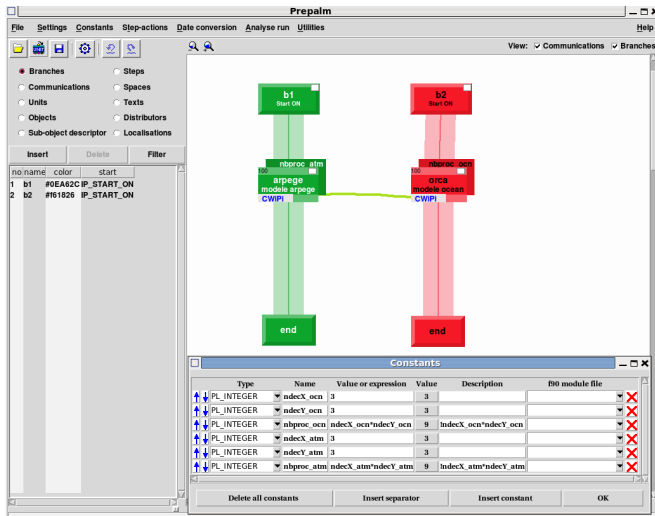 Prepalm
File Settings Constants Step-actions Date conversion Analyse run Utilities Help
View: Communications Branches
Branches Steps
Communications Spaces
Units Texts
Objects Distributors
Sub-object descriptor Localisations
Insert Delete Filter
no name color start
1 b1 #0EA62C IP_START_ON
2 b2 #f61826 IP_START_ON
b1
Start ON
b2
Start ON
nbproc_atm
100
arpege
modele arpege
CWIPI
nbproc_ocn
100
orca
modele ocean
CWIPI
end
end
Constants
Type Name Value or expression Value Description f90 module file
PL_INTEGER ndecX_ocn 3 3
PL_INTEGER ndecY_ocn 3 3
PL_INTEGER nbproc_ocn ndecX_ocn*ndecY_ocn 9 !ndecX_ocn*ndecY_ocn
PL_INTEGER ndecX_atm 3 3
PL_INTEGER ndecY_atm 3 3
PL_INTEGER nbproc_atm ndecX_atm*ndecY_atm 9 !ndecX_atm*ndecY_atm
Delete all constants Insert separator Insert constant OK